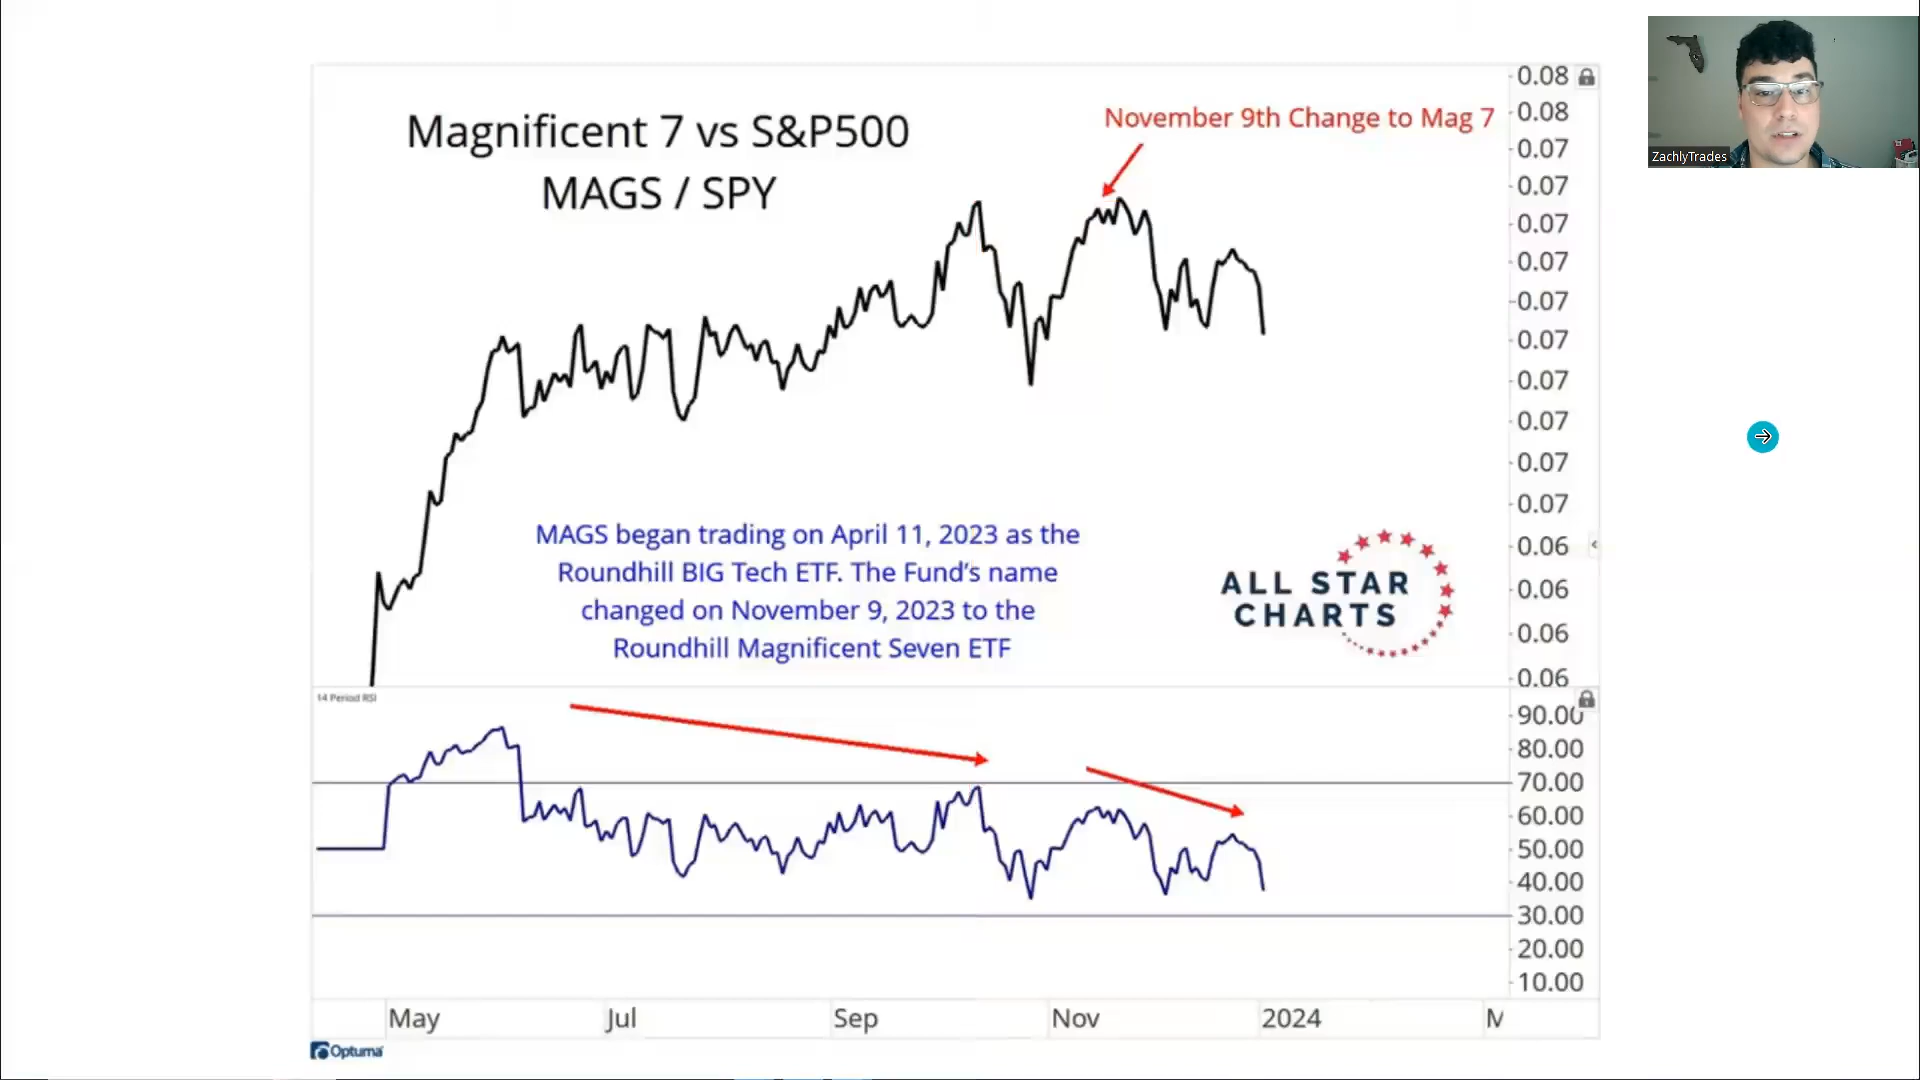 Magnificent 7 vs S&P500
MAGS / SPY
November 9th Change to Mag 7
ZachlyTrades
0.08
0.08
0.07
0.07
0.07
0.07
0.07
0.07
0.07
0.07
0.07
0.07
0.06
0.06
0.06
0.06
MAGS began trading on April 11, 2023 as the
Roundhill BIG Tech ETF. The Fund's name
changed on November 9, 2023 to the
Roundhill Magnificent Seven ETF
ALL STAR
CHARTS
14 Period RSI
90.00
80.00
70.00
60.00
50.00
40.00
30.00
20.00
10.00
May
Jul
Sep
Nov
2024
M
Optuma